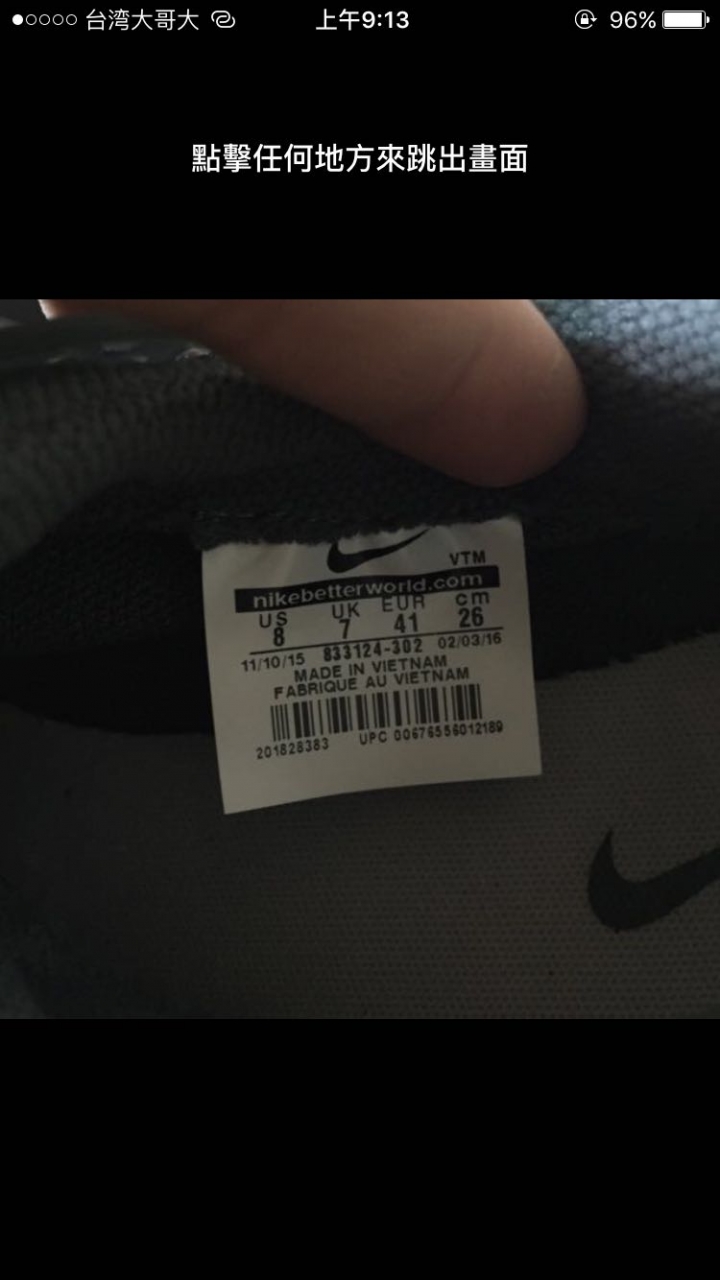 台湾大哥大 上午9:13 96%
點擊任何地方來跳出畫面
VTM
nikebetterworld.com
US UK EUR cm
8 7 41 26
11/10/15 833124-302 02/03/16
MADE IN VIETNAM
FABRIQUE AU VIETNAM
201828383 UPC 00676556012189